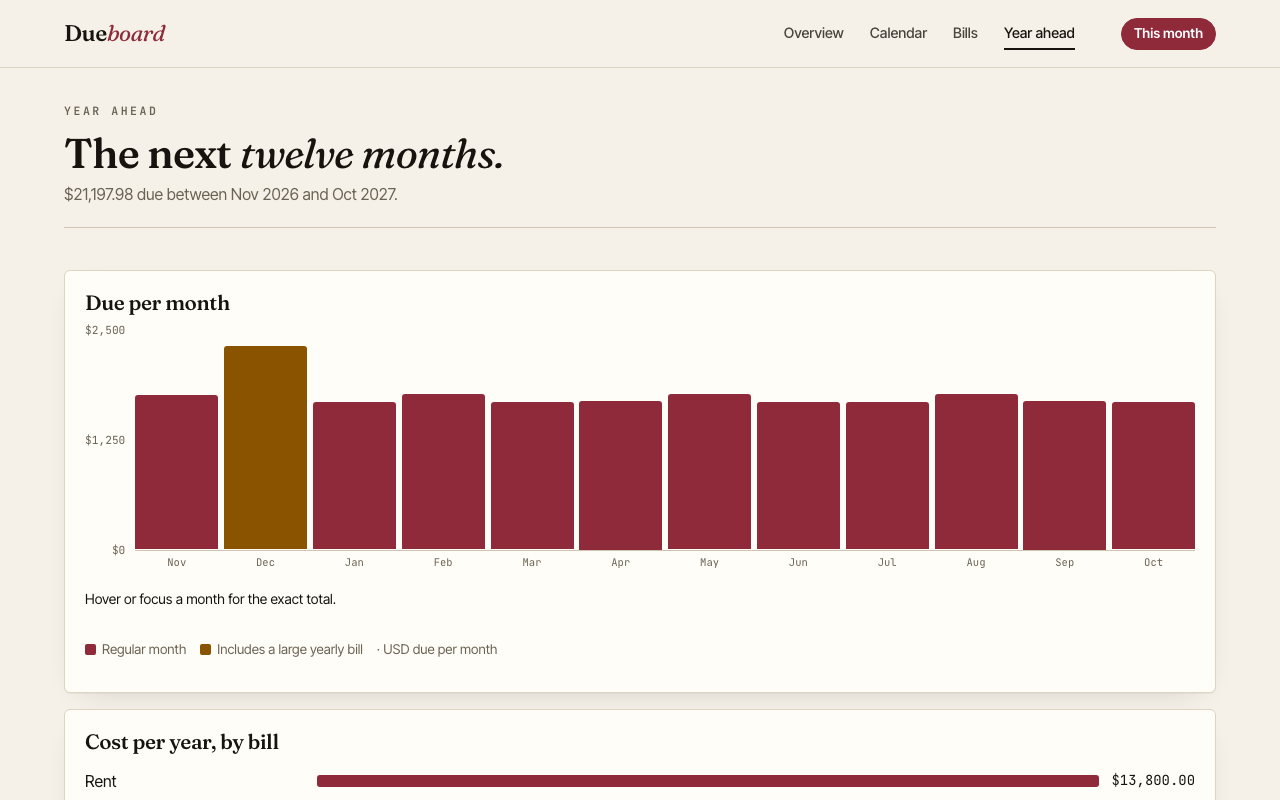 Dueboard
Overview Calendar Bills Year ahead This month
YEAR AHEAD
The next twelve months.
$21,197.98 due between Nov 2026 and Oct 2027.
Due per month
$2,500
$1,250
$0
Nov Dec Jan Feb Mar Apr May Jun Jul Aug Sep Oct
Hover or focus a month for the exact total.
Regular month Includes a large yearly bill · USD due per month
Cost per year, by bill
Rent $13,800.00